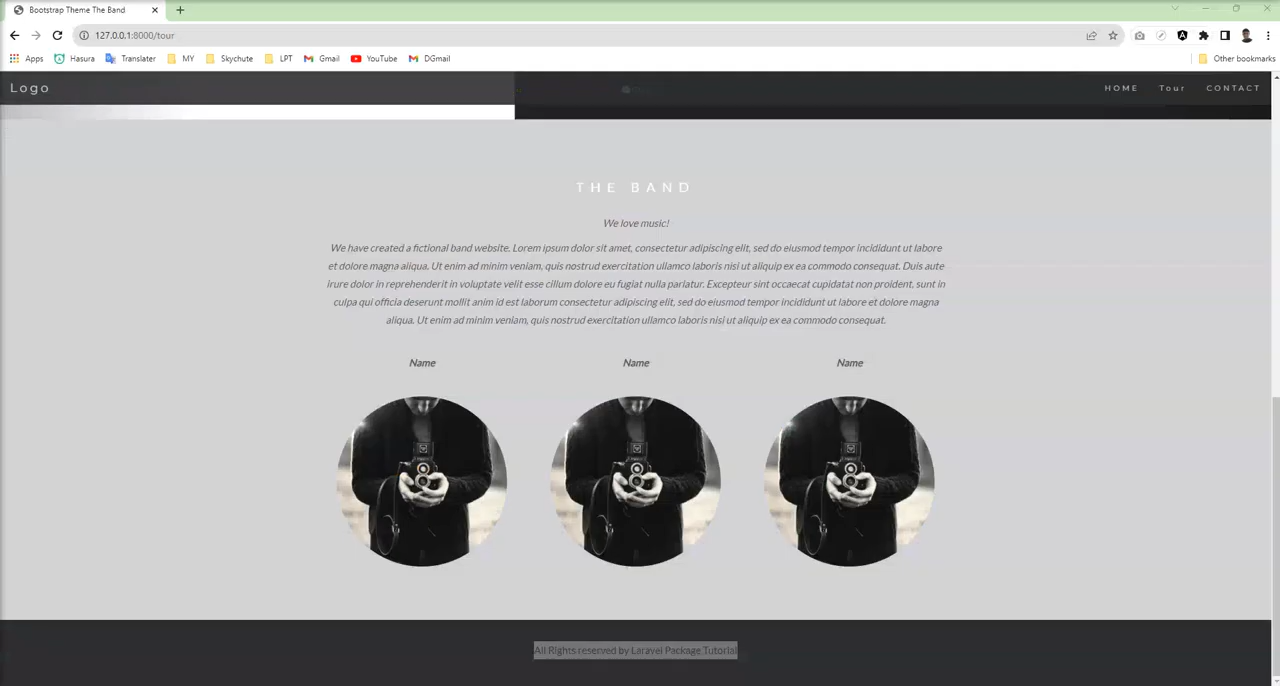 Bootstrap Theme The Band
127.0.0.1:8000/tour
Apps Hasura Translater MY Skychute LPT Gmail YouTube DGmail Other bookmarks
Logo HOME Tour CONTACT
THE BAND
We love music!
We have created a fictional band website. Lorem ipsum dolor sit amet, consectetur adipiscing elit, sed do eiusmod tempor incididunt ut labore
et dolore magna aliqua. Ut enim ad minim veniam, quis nostrud exercitation ullamco laboris nisi ut aliquip ex ea commodo consequat. Duis aute
irure dolor in reprehenderit in voluptate velit esse cillum dolore eu fugiat nulla pariatur. Excepteur sint occaecat cupidatat non proident, sunt in
culpa qui officia deserunt mollit anim id est laborum consectetur adipiscing elit, sed do eiusmod tempor incididunt ut labore et dolore magna
aliqua. Ut enim ad minim veniam, quis nostrud exercitation ullamco laboris nisi ut aliquip ex ea commodo consequat.
Name Name Name
All Rights reserved by Laravel Package Tutorial